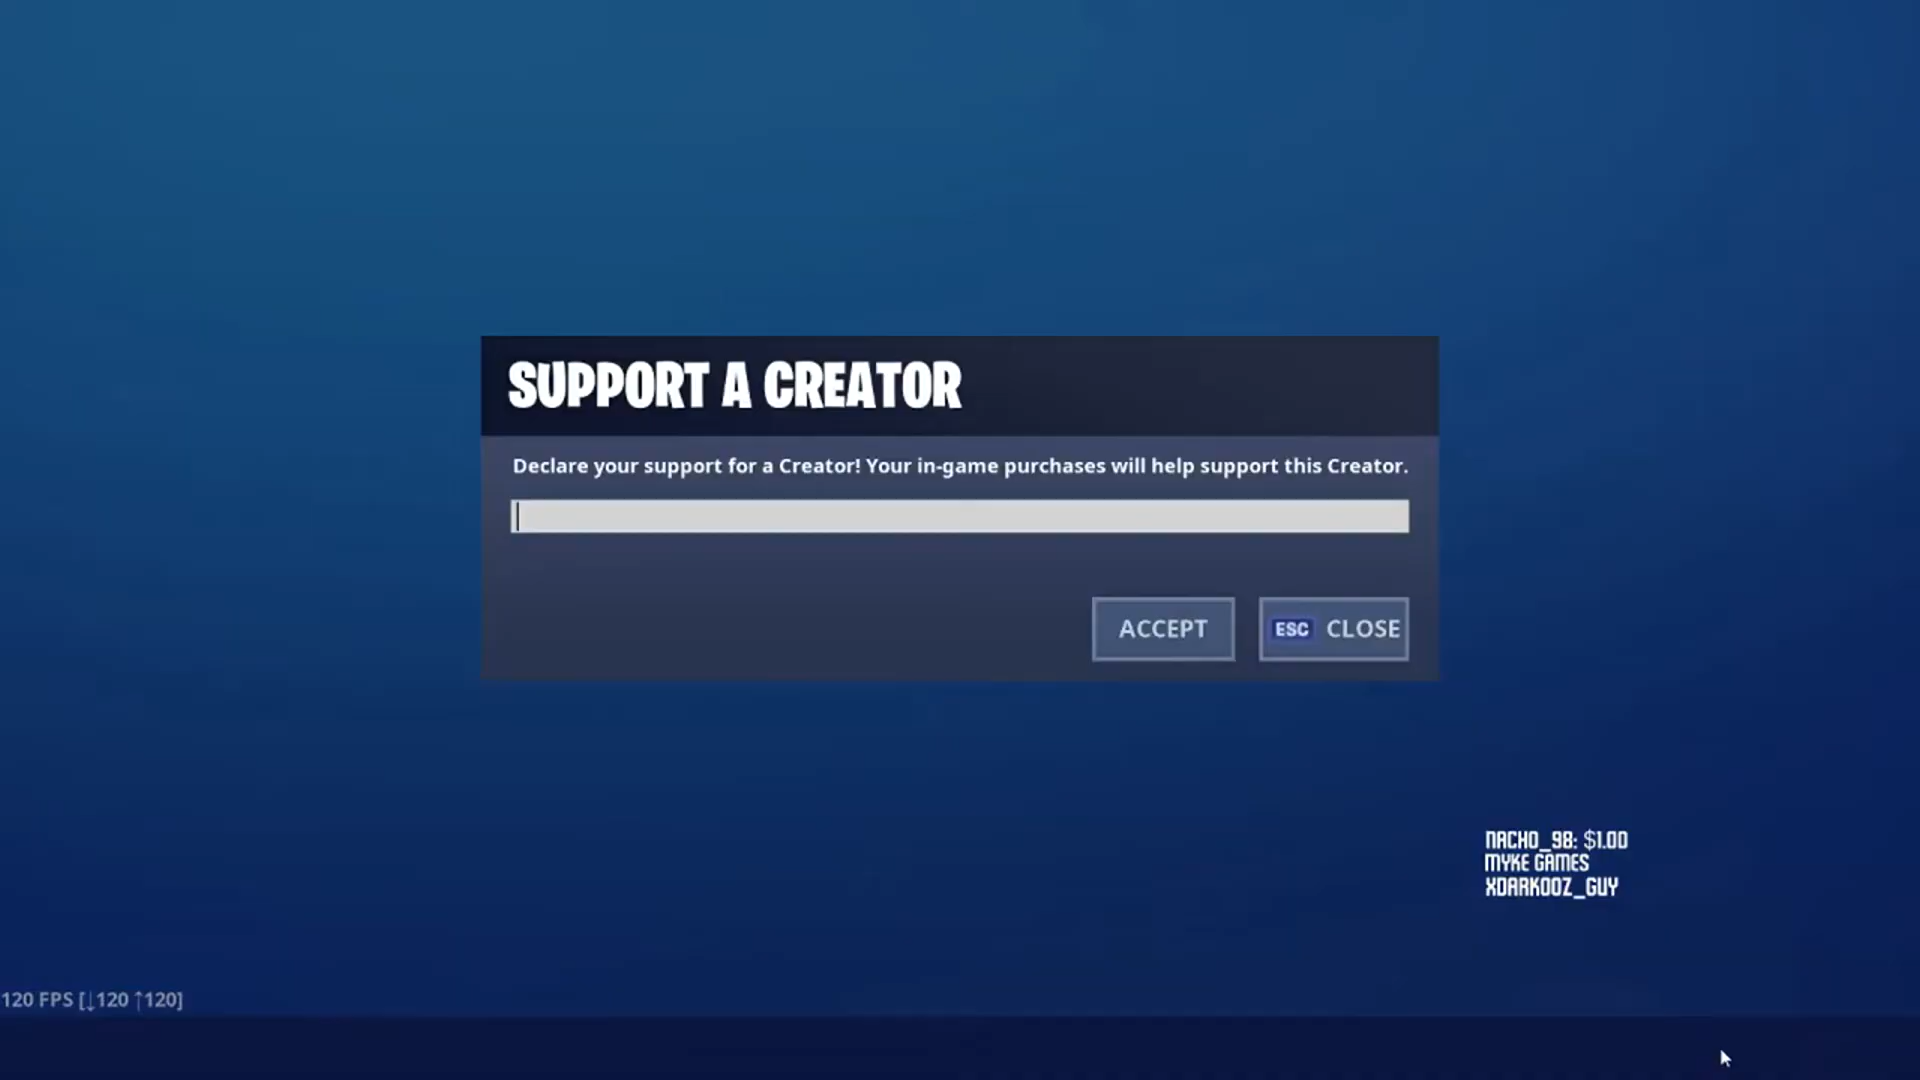 SUPPORT A CREATOR
Declare your support for a Creator! Your in-game purchases will help support this Creator.
ACCEPT
ESC CLOSE
NACHO_98: $1.00
MYKE GAMES
XDARKOOZ_GUY
120 FPS [↓120 ↑120]